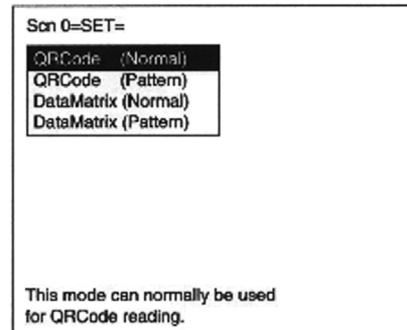 Scn 0=SET=
QRCode (Normal)
QRCode (Pattern)
DataMatrix (Normal)
DataMatrix (Pattern)
This mode can normally be used
for QRCode reading.